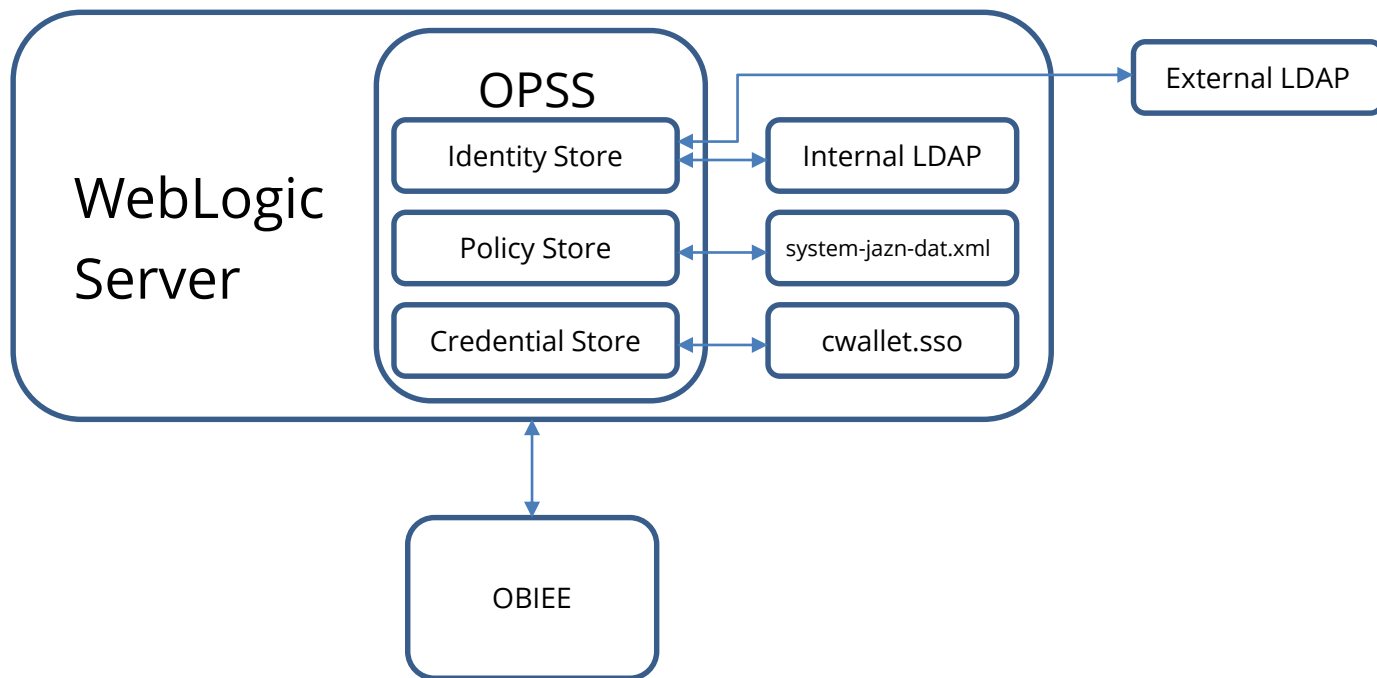 OPSS
External LDAP
Identity Store
Internal LDAP
WebLogic
Server
Policy Store
system-jazn-dat.xml
Credential Store
cwallet.sso
OBIEE